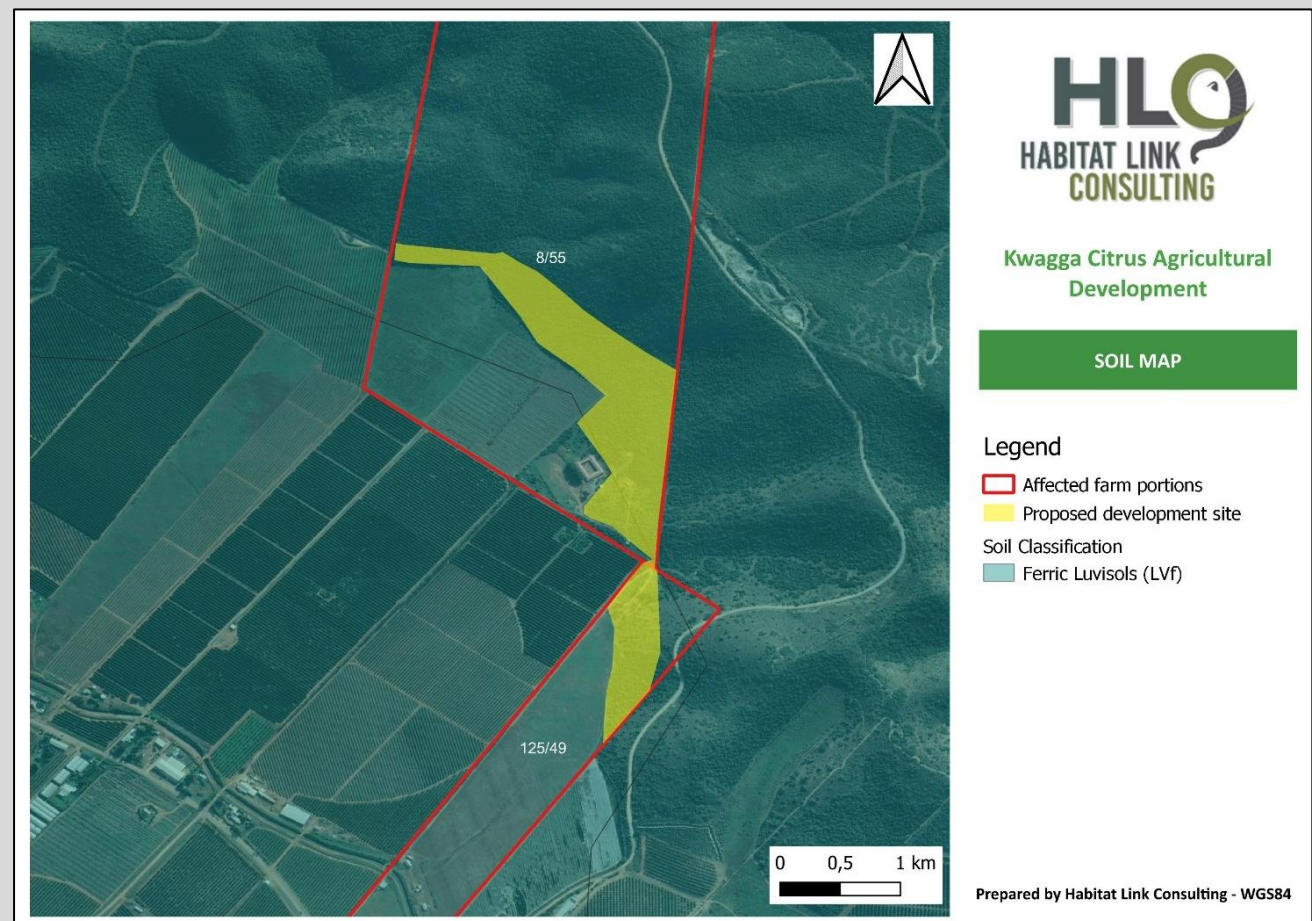 8/55
125/49
0 0,5 1 km
HLC
HABITAT LINK
CONSULTING
Kwagga Citrus Agricultural
Development
SOIL MAP
Legend
Affected farm portions
Proposed development site
Soil Classification
Ferric Luvisols (LVf)
Prepared by Habitat Link Consulting - WGS84